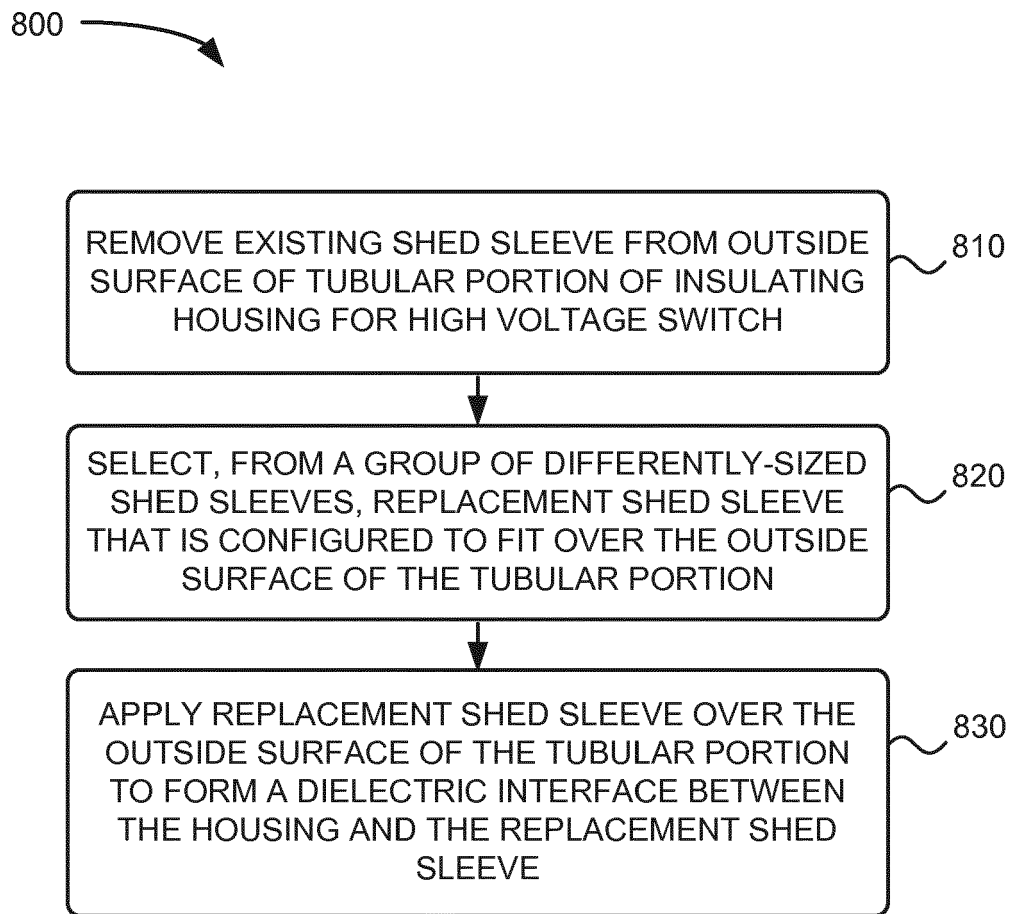 800
REMOVE EXISTING SHED SLEEVE FROM OUTSIDE
SURFACE OF TUBULAR PORTION OF INSULATING
HOUSING FOR HIGH VOLTAGE SWITCH
810
SELECT, FROM A GROUP OF DIFFERENTLY-SIZED
SHED SLEEVES, REPLACEMENT SHED SLEEVE
THAT IS CONFIGURED TO FIT OVER THE OUTSIDE
SURFACE OF THE TUBULAR PORTION
820
APPLY REPLACEMENT SHED SLEEVE OVER THE
OUTSIDE SURFACE OF THE TUBULAR PORTION
TO FORM A DIELECTRIC INTERFACE BETWEEN
THE HOUSING AND THE REPLACEMENT SHED
SLEEVE
830